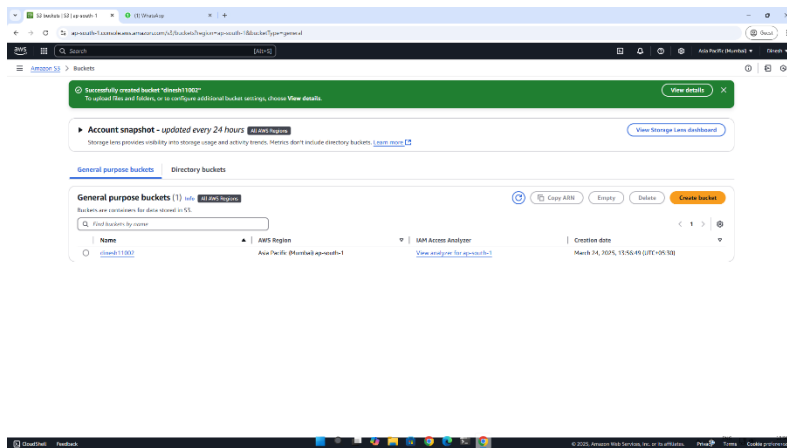 S3 buckets | S3 | ap-south-1
(1) WhatsApp
ap-south-1.console.aws.amazon.com/s3/buckets?region=ap-south-1&bucketType=general
aws
Search
[Alt+S]
Asia Pacific (Mumbai)
Dinesh
Amazon S3 > Buckets
Successfully created bucket "dinesh11002"
To upload files and folders, or to configure additional bucket settings, choose View details.
View details
Account snapshot - updated every 24 hours All AWS Regions
Storage lens provides visibility into storage usage and activity trends. Metrics don't include directory buckets. Learn more
View Storage Lens dashboard
General purpose buckets
Directory buckets
General purpose buckets (1) Info All AWS Regions
Buckets are containers for data stored in S3.
Copy ARN
Empty
Delete
Create bucket
Find buckets by name
1
Name
AWS Region
IAM Access Analyzer
Creation date
dinesh11002
Asia Pacific (Mumbai) ap-south-1
View analyzer for ap-south-1
March 24, 2025, 13:56:49 (UTC+05:30)
CloudShell Feedback
© 2025, Amazon Web Services, Inc. or its affiliates.
Privacy
Terms
Cookie preferences